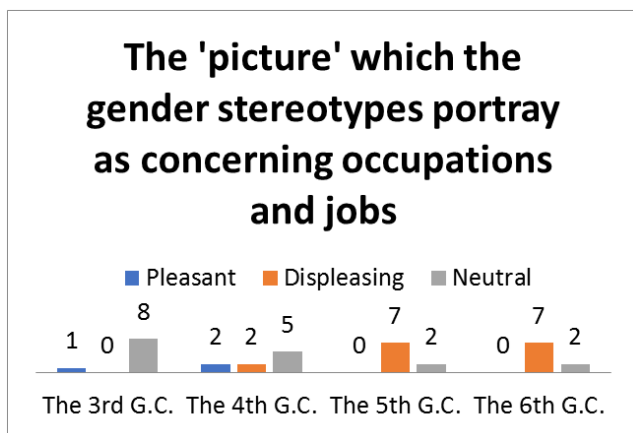 The 'picture' which the
gender stereotypes portray
as concerning occupations
and jobs
Pleasant Displeasing Neutral
1 0 8 2 2 5 0 7 2 0 7 2
The 3rd G.C. The 4th G.C. The 5th G.C. The 6th G.C.